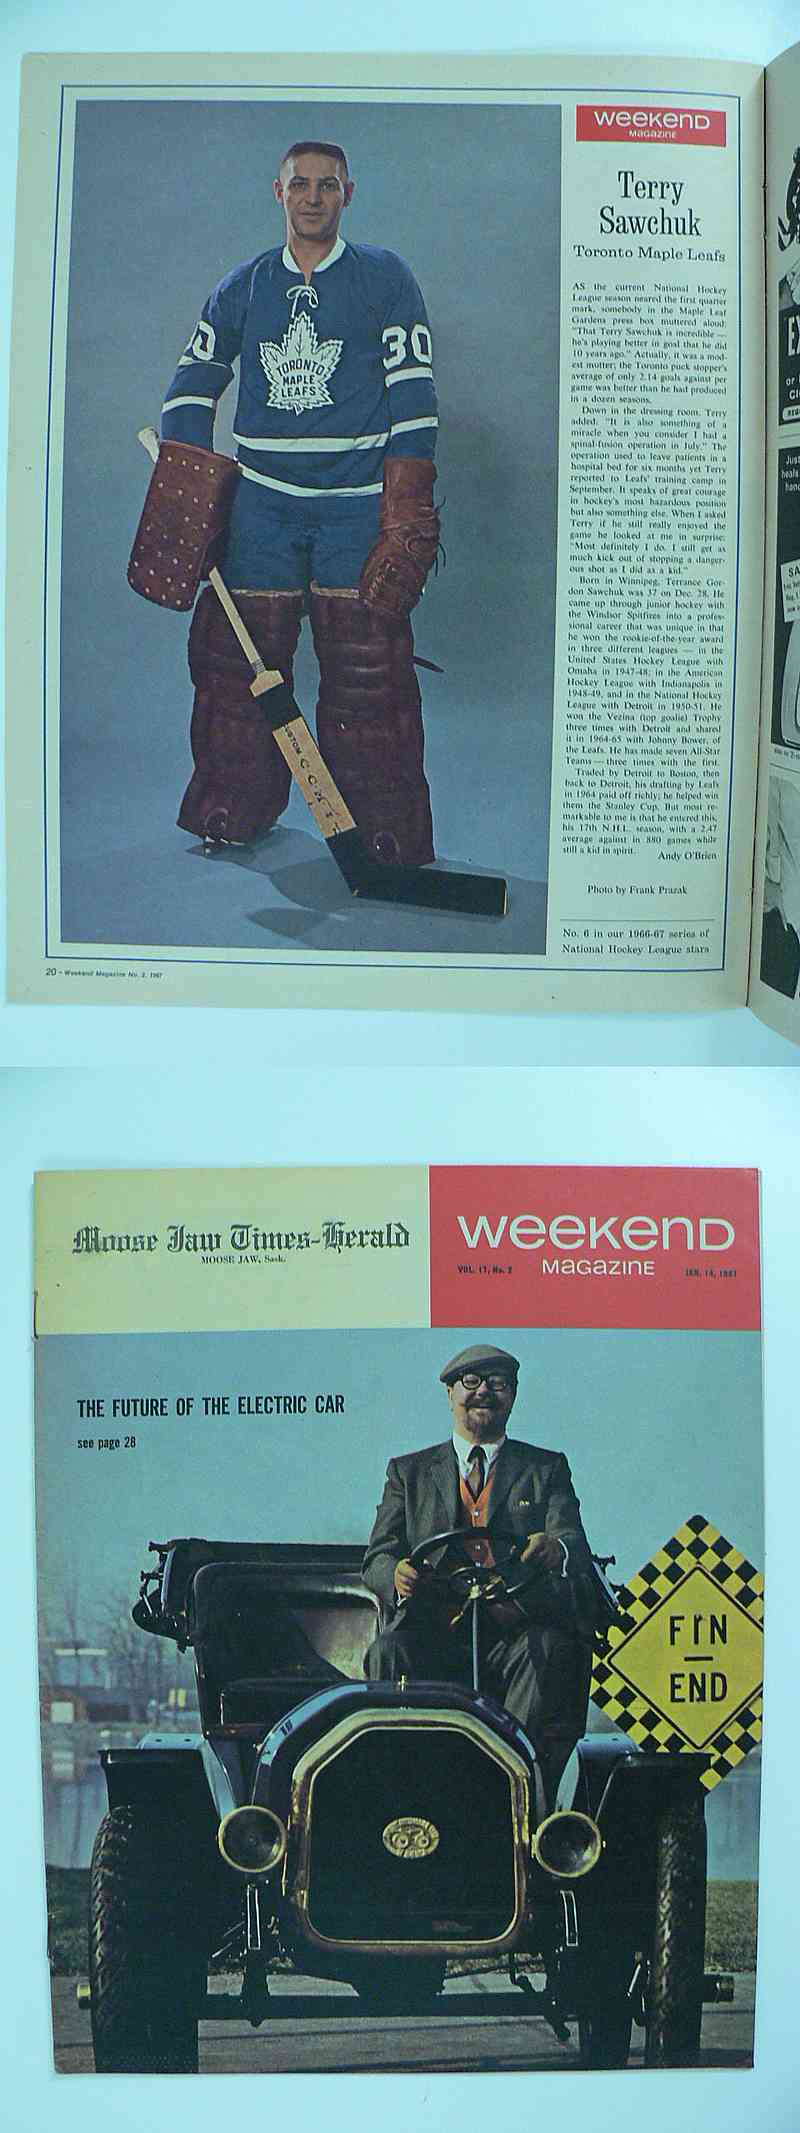 WEEKEND
MAGAZINE
Terry
Sawchuk
Toronto Maple Leafs
AS the current National Hockey
League season neared the first quarter
mark, somebody in the Maple Leaf
Gardens press box muttered aloud:
"That Terry Sawchuk is incredible —
he's playing better in goal that he did
10 years ago." Actually, it was a mod-
est mutter; the Toronto puck stopper's
average of only 2.14 goals against per
game was better than he had produced
in a dozen seasons.
Down in the dressing room, Terry
added: "It is also something of a
miracle when you consider I had a
spinal-fusion operation in July." The
operation used to leave patients in a
hospital bed for six months yet Terry
reported to Leafs' training camp in
September. It speaks of great courage
in hockey's most hazardous position
but also something else. When I asked
Terry if he still really enjoyed the
game he looked at me in surprise:
"Most definitely I do. I still get as
much kick out of stopping a danger-
ous shot as I did as a kid."
Born in Winnipeg, Terrance Gor-
don Sawchuk was 37 on Dec. 28. He
came up through junior hockey with
the Windsor Spitfires into a profes-
sional career that was unique in that
he won the rookie-of-the-year award
in three different leagues — in the
United States Hockey League with
Omaha in 1947-48; in the American
Hockey League with Indianapolis in
1948-49, and in the National Hockey
League with Detroit in 1950-51. He
won the Vezina (top goalie) Trophy
three times with Detroit and shared
it in 1964-65 with Johnny Bower, of
the Leafs. He has made seven All-Star
Teams — three times with the first.
Traded by Detroit to Boston, then
back to Detroit, his drafting by Leafs
in 1964 paid off richly; he helped win
them the Stanley Cup. But most re-
markable to me is that he entered this,
his 17th N.H.L. season, with a 2.47
average against in 880 games while
still a kid in spirit.
Andy O'Brien
Photo by Frank Prazak
No. 6 in our 1966-67 series of
National Hockey League stars
30
TORONTO
MAPLE
LEAFS
CUSTOM
CCM
20 - Weekend Magazine No. 2, 1967
Moose Jaw Times-Herald
MOOSE JAW, Sask.
WEEKEND
MAGAZINE
VOL. 17, No. 2
JAN. 14, 1967
THE FUTURE OF THE ELECTRIC CAR
see page 28
FIN
—
END